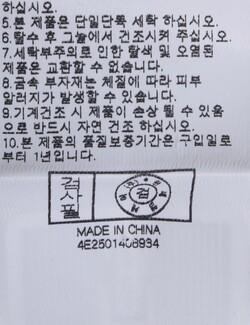 하십시오.
5.본 제품은 단일단독 세탁 하십시오.
6.탈수 후 그늘에서 건조시켜 주십시오.
7.세탁부주의로 인한 탈색 및 오염된
제품은 교환할 수 없습니다.
8.금속 부자재는 체질에 따라 피부
알러지가 발생할 수 있습니다.
9.기계건조 시 제품이 손상 될 수 있음
으로 반드시 자연 건조 하십시오.
10.본 제품의 품질보증기간은 구입일로
부터 1년입니다.
검사필
검
MADE IN CHINA
4E2501408934